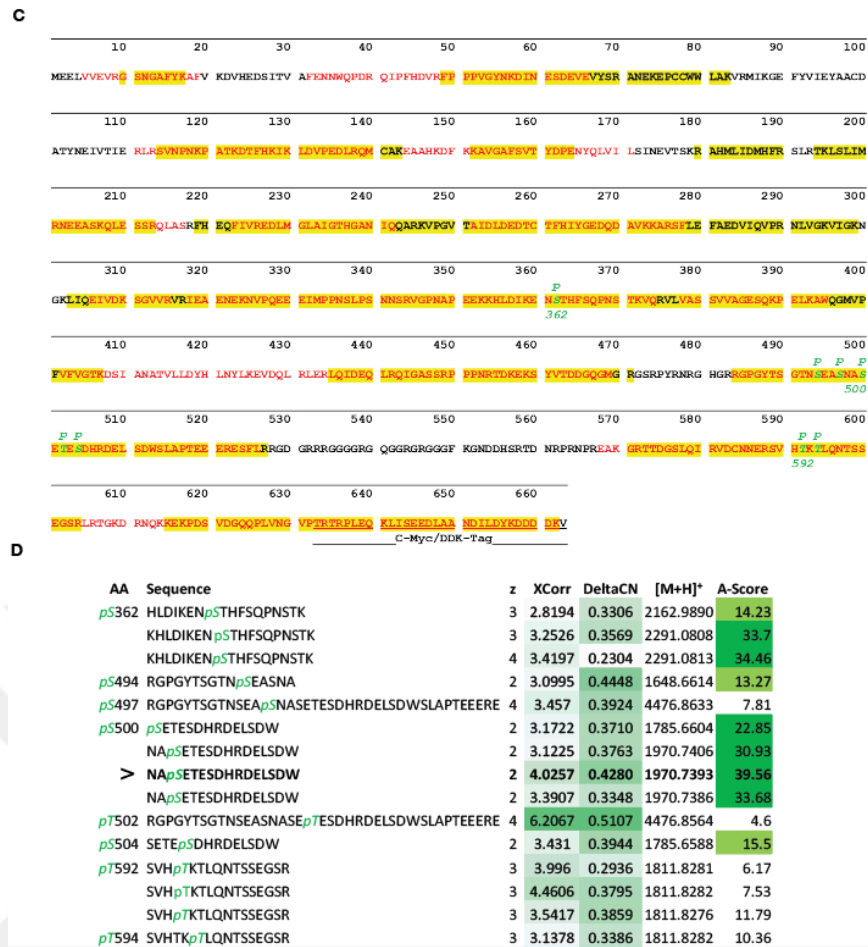 C
10 20 30 40 50 60 70 80 90 100
MEELVVEVRG SNGAFYKAFV KDVHEDSITV AFENNWQPDR QIPFHDVRFP PPVGYNKDIN ESDEVEVYSR ANEKEPCCWW LAKVRMIKGE FYVIEYAACD
110 120 130 140 150 160 170 180 190 200
ATYNEIVTIE RLRSVNPNKP ATKDTFHKIK LDVPEDLRQM CAKEAAHKDF KKAVGAFSVT YDPENYQLVI LSINEVTSKR AHMLIDMHFR SLRTKLSLIM
210 220 230 240 250 260 270 280 290 300
RNEEASKQLE SSRQLASRFH EQFIVREDLM GLAIGTHGAN IQQARKVPGV TAIDLDEDTC TFHIYGEDQD AVKKARSFLE FAEDVIQVPR NLVGKVIGKN
310 320 330 340 350 360 370 380 390 400
P
GKLIQEIVDK SGVVRVRIEA ENEKNVPQEE EIMPPNSLPS NNSRVGPNAP EEKKHLDIKE NSTHFSQPNS TKVQRVLVAS SVVAGESQKP ELKAWQGMVP
362
410 420 430 440 450 460 470 480 490 500
P P P
FVFVGTKDSI ANATVLLDYH LNYLKEVDQL RLERLQIDEQ LRQIGASSRP PPNRTDKEKS YVTDDGQGMG RGSRPYRNRG HGRRGPGYTS GTNSEASNAS
500
510 520 530 540 550 560 570 580 590 600
P P P P
ETESDHRDEL SDWSLAPTEE ERESFLRRGD GRRRGGGGRG QGGRGRGGGF KGNDDHSRTD NRPRNPREAK GRTTDGSLQI RVDCNNERSV HTKTLQNTSS
592
610 620 630 640 650 660
EGSRLRTGKD RNQKKEKPDS VDGQQPLVNG VPTRTRPLEQ KLISEEDLAA NDILDYKDDD DKV
C-Myc/DDK-Tag
D
AA Sequence z XCorr DeltaCN [M+H]⁺ A-Score
pS362 HLDIKENpSTHFSQPNSTK 3 2.8194 0.3306 2162.9890 14.23
KHLDIKENpSTHFSQPNSTK 3 3.2526 0.3569 2291.0808 33.7
KHLDIKENpSTHFSQPNSTK 4 3.4197 0.2304 2291.0813 34.46
pS494 RGPGYTSGTNpSEASNA 2 3.0995 0.4448 1648.6614 13.27
pS497 RGPGYTSGTNSEApSNASETESDHRDELSDWSLAPTEEERE 4 3.457 0.3924 4476.8633 7.81
pS500 pSETESDHRDELSDW 2 3.1722 0.3710 1785.6604 22.85
NApSETESDHRDELSDW 2 3.1225 0.3763 1970.7406 30.93
> NApSETESDHRDELSDW 2 4.0257 0.4280 1970.7393 39.56
NApSETESDHRDELSDW 2 3.3907 0.3348 1970.7386 33.68
pT502 RGPGYTSGTNSEASNASEpTESDHRDELSDWSLAPTEEERE 4 6.2067 0.5107 4476.8564 4.6
pS504 SETEpSDHRDELSDW 2 3.431 0.3944 1785.6588 15.5
pT592 SVHpTKTLQNTSSEGSR 3 3.996 0.2936 1811.8281 6.17
SVHpTKTLQNTSSEGSR 3 4.4606 0.3795 1811.8282 7.53
SVHpTKTLQNTSSEGSR 3 3.5417 0.3859 1811.8276 11.79
pT594 SVHTKpTLQNTSSEGSR 3 3.1378 0.3386 1811.8282 10.36